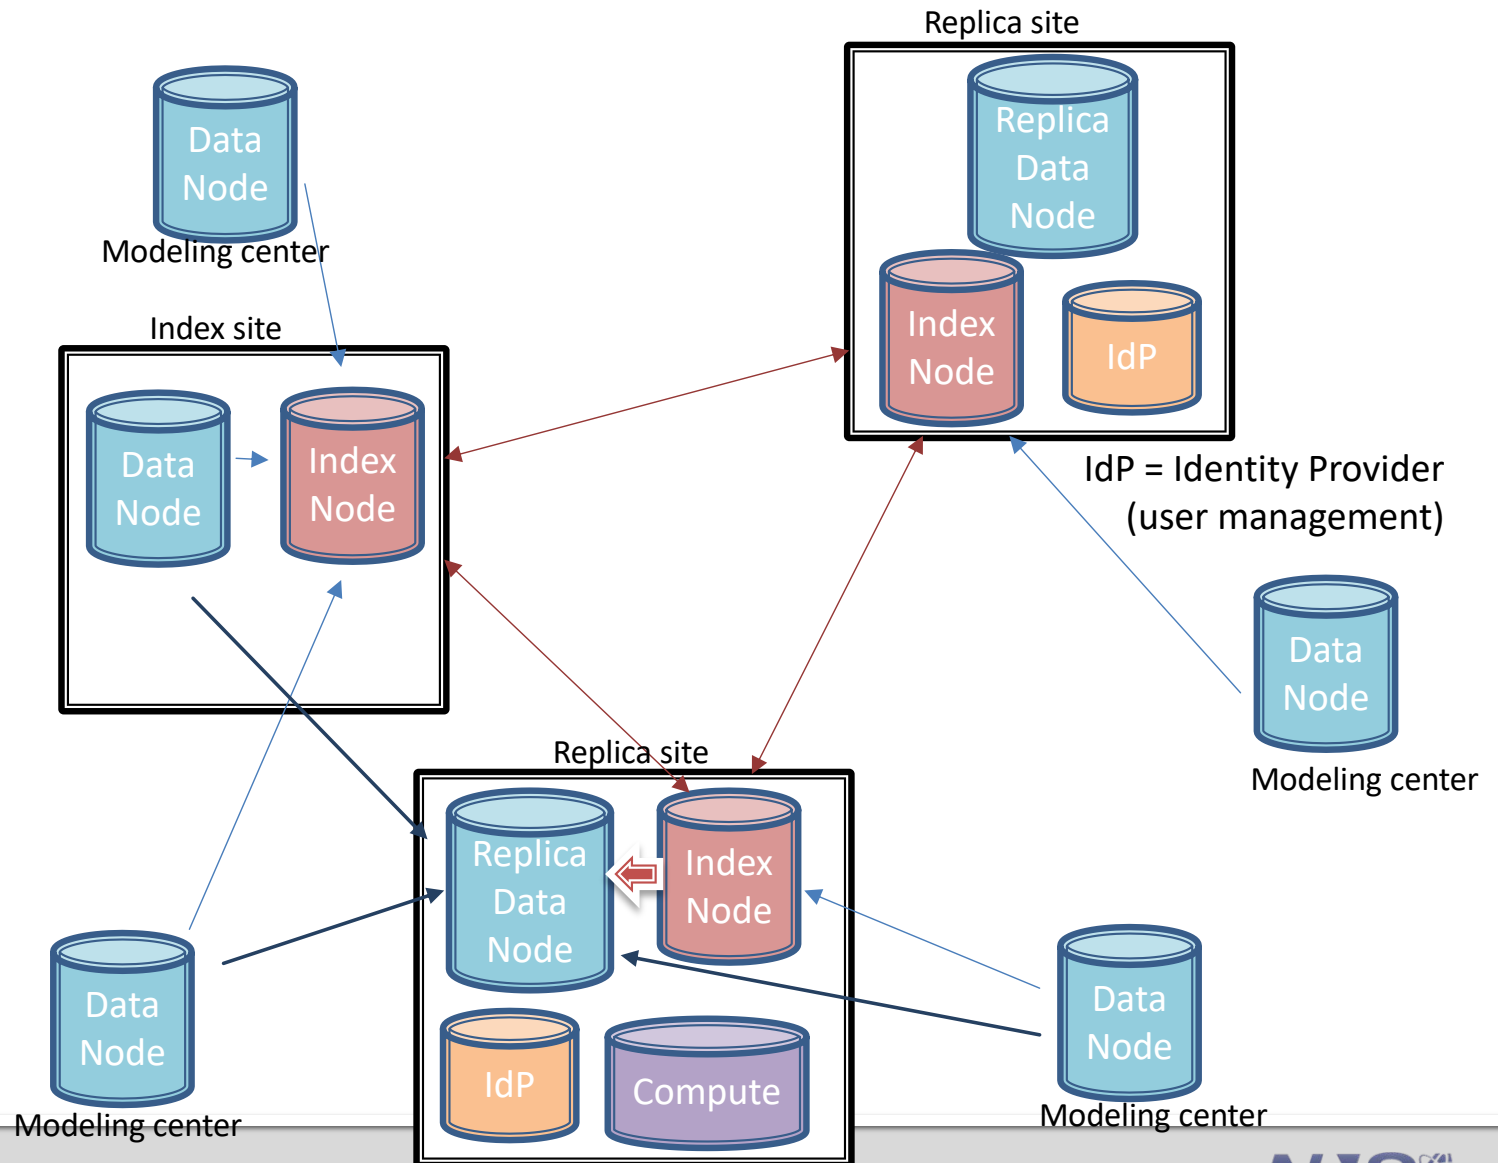 Replica site
Data
Node
Modeling center
Replica
Data
Node
Index
Node
IdP
Index site
Data
Node
Index
Node
IdP = Identity Provider
(user management)
Data
Node
Modeling center
Replica site
Replica
Data
Node
Index
Node
IdP
Compute
Data
Node
Modeling center
Data
Node
Modeling center